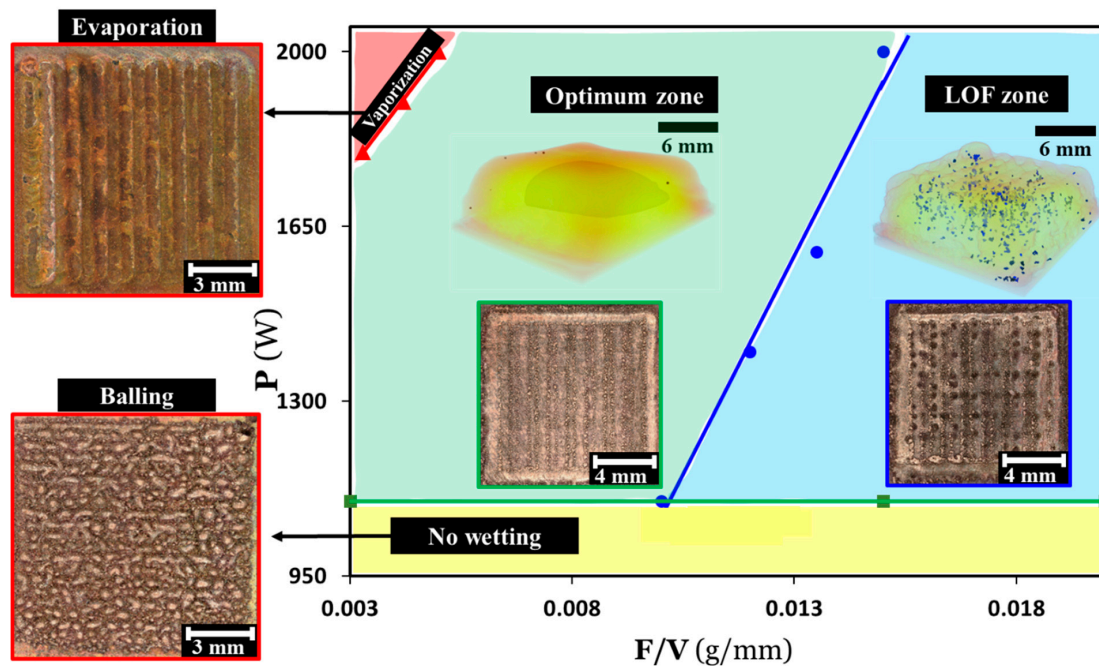 Evaporation
3 mm
Balling
3 mm
P (W)
2000
1650
1300
950
Vaporization
Optimum zone
6 mm
4 mm
LOF zone
6 mm
4 mm
No wetting
0.003
0.008
0.013
0.018
F/V (g/mm)